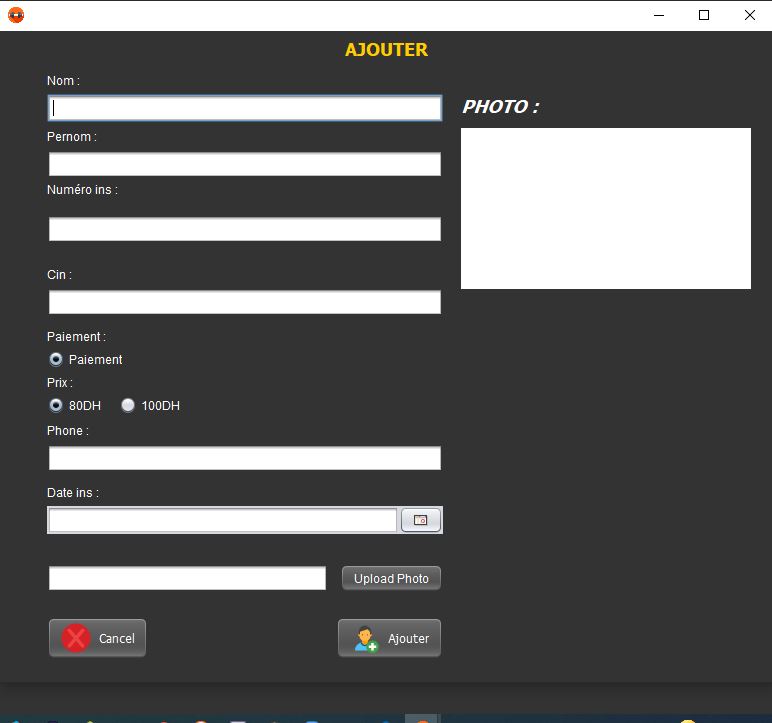 AJOUTER
Nom :
PHOTO :
Pernom :
Numéro ins :
Cin :
Paiement :
Paiement
Prix :
80DH 100DH
Phone :
Date ins :
Upload Photo
Cancel Ajouter